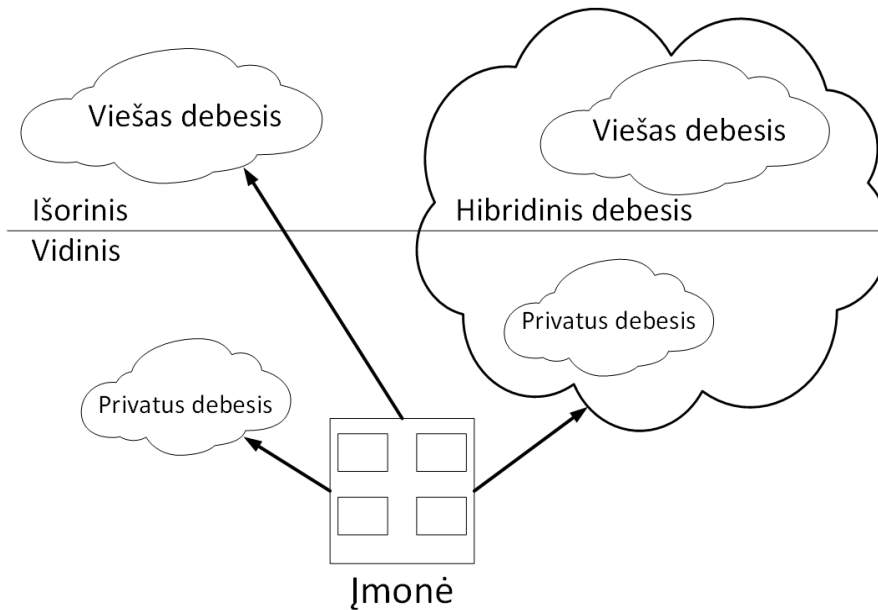 Viešas debesis
Viešas debesis
Išorinis
Hibridinis debesis
Vidinis
Privatus debesis
Privatus debesis
Įmonė